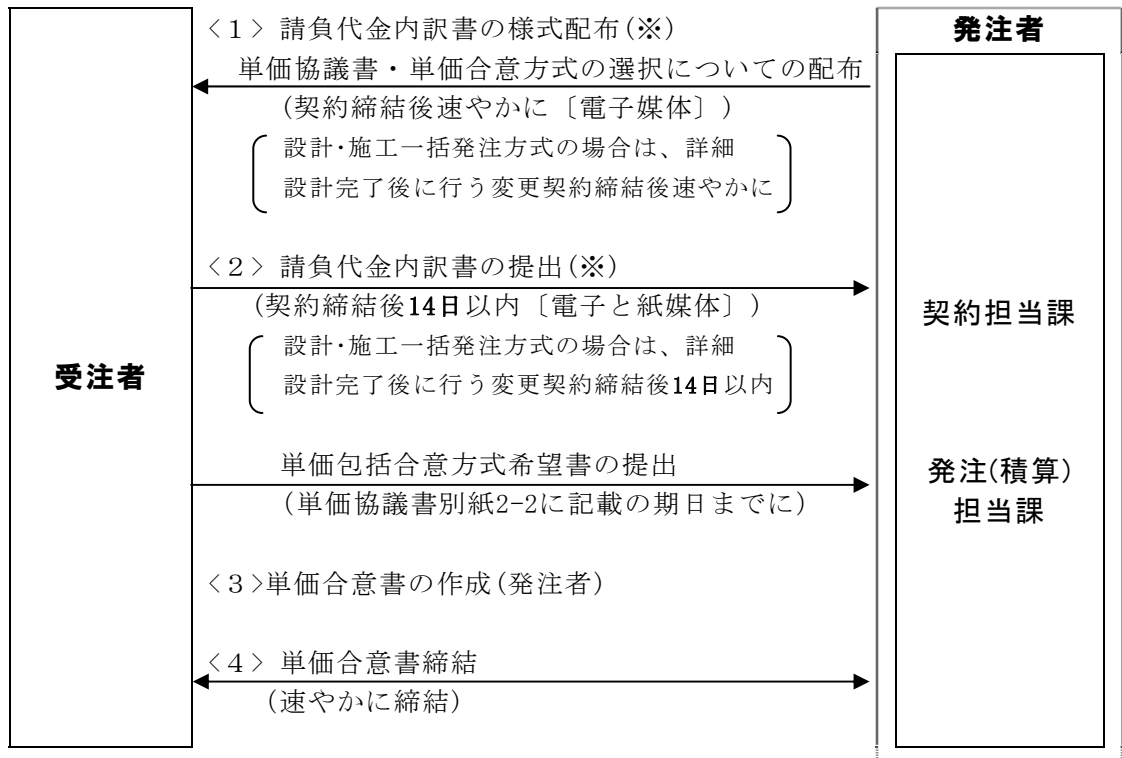 発注者
<1> 請負代金内訳書の様式配布(※)
単価協議書・単価合意方式の選択についての配布
(契約締結後速やかに〔電子媒体〕)
設計・施工一括発注方式の場合は、詳細
設計完了後に行う変更契約締結後速やかに
<2> 請負代金内訳書の提出(※)
(契約締結後14日以内〔電子と紙媒体〕)
設計・施工一括発注方式の場合は、詳細
設計完了後に行う変更契約締結後14日以内
受注者
契約担当課
単価包括合意方式希望書の提出
(単価協議書別紙2-2に記載の期日までに)
発注(積算)
担当課
<3>単価合意書の作成(発注者)
<4> 単価合意書締結
(速やかに締結)